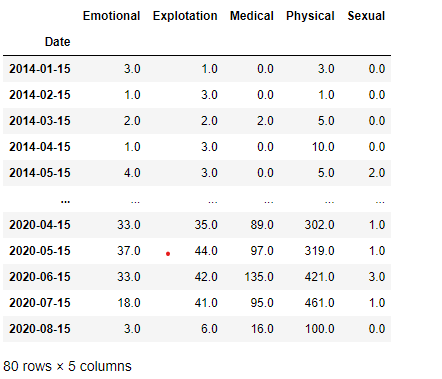 Emotional Explotation Medical Physical Sexual
Date
2014-01-15 3.0 1.0 0.0 3.0 0.0
2014-02-15 1.0 3.0 0.0 1.0 0.0
2014-03-15 2.0 2.0 2.0 5.0 0.0
2014-04-15 1.0 3.0 0.0 10.0 0.0
2014-05-15 4.0 3.0 0.0 5.0 2.0
... ... ... ... ... ...
2020-04-15 33.0 35.0 89.0 302.0 1.0
2020-05-15 37.0 44.0 97.0 319.0 1.0
2020-06-15 33.0 42.0 135.0 421.0 3.0
2020-07-15 18.0 41.0 95.0 461.0 1.0
2020-08-15 3.0 6.0 16.0 100.0 0.0
80 rows × 5 columns